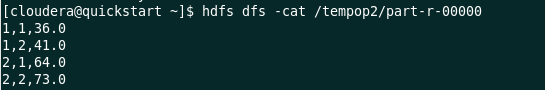 [cloudera@quickstart ~]$ hdfs dfs -cat /tempop2/part-r-00000
1,1,36.0
1,2,41.0
2,1,64.0
2,2,73.0